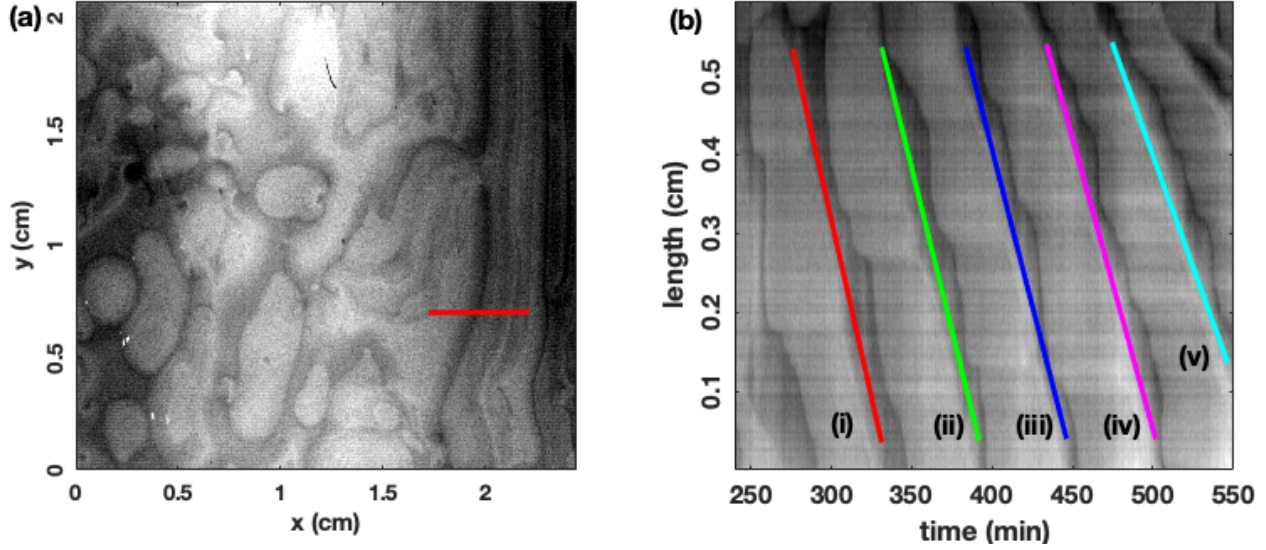 (a)
2
1.5
1
0.5
0
y (cm)
0 0.5 1 1.5 2
x (cm)
(b)
0.5
0.4
0.3
0.2
0.1
length (cm)
(i) (ii) (iii) (iv) (v)
250 300 350 400 450 500 550
time (min)